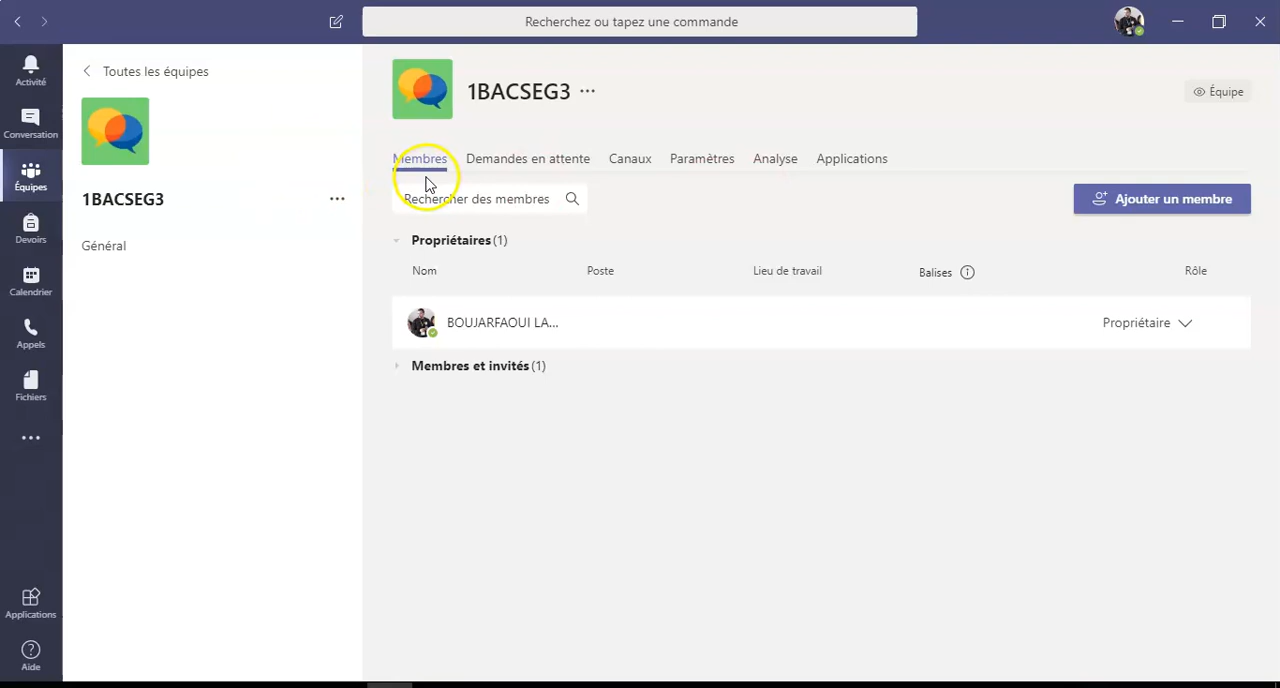 Recherchez ou tapez une commande
Activité
Conversation
Équipes
Devoirs
Calendrier
Appels
Fichiers
Applications
Aide
Toutes les équipes
1BACSEG3
Général
1BACSEG3
Équipe
Membres Demandes en attente Canaux Paramètres Analyse Applications
Rechercher des membres
Ajouter un membre
Propriétaires (1)
Nom Poste Lieu de travail Balises Rôle
BOUJARFAOUI LA... Propriétaire
Membres et invités (1)